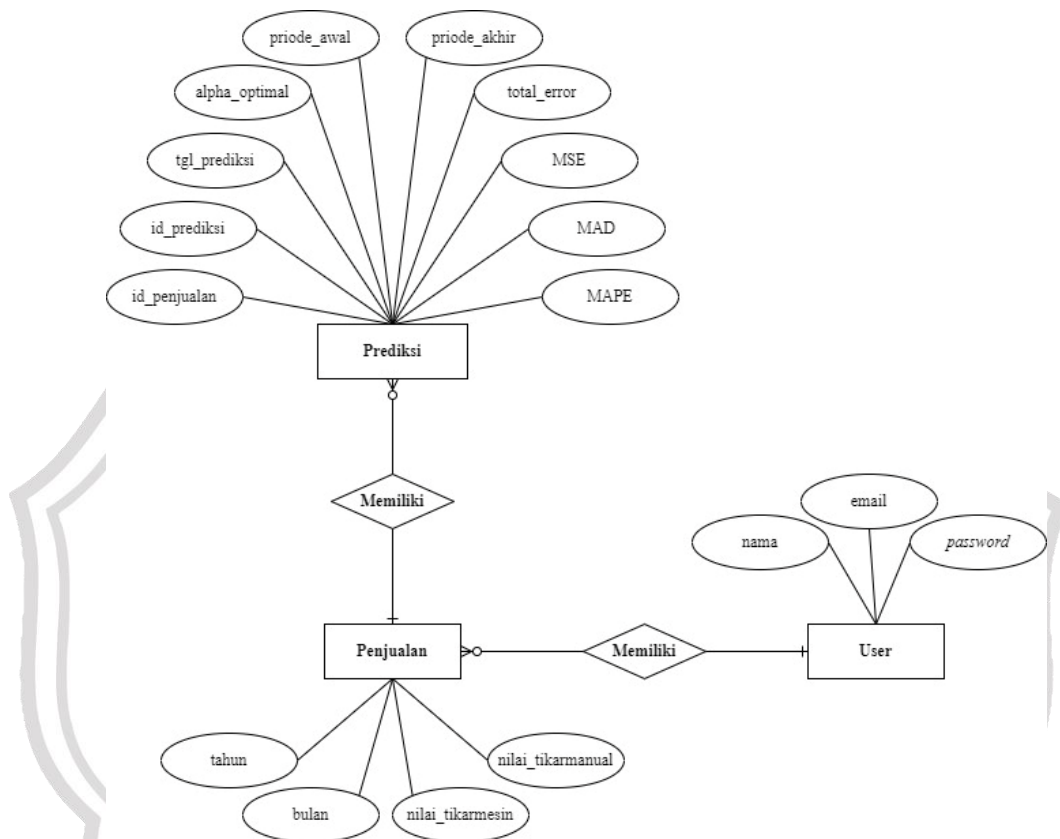 priode_awal
priode_akhir
alpha_optimal
total_error
tgl_prediksi
MSE
id_prediksi
MAD
id_penjualan
MAPE
Prediksi
Memiliki
email
nama
password
Penjualan
Memiliki
User
tahun
nilai_tikarmanual
bulan
nilai_tikarmesin